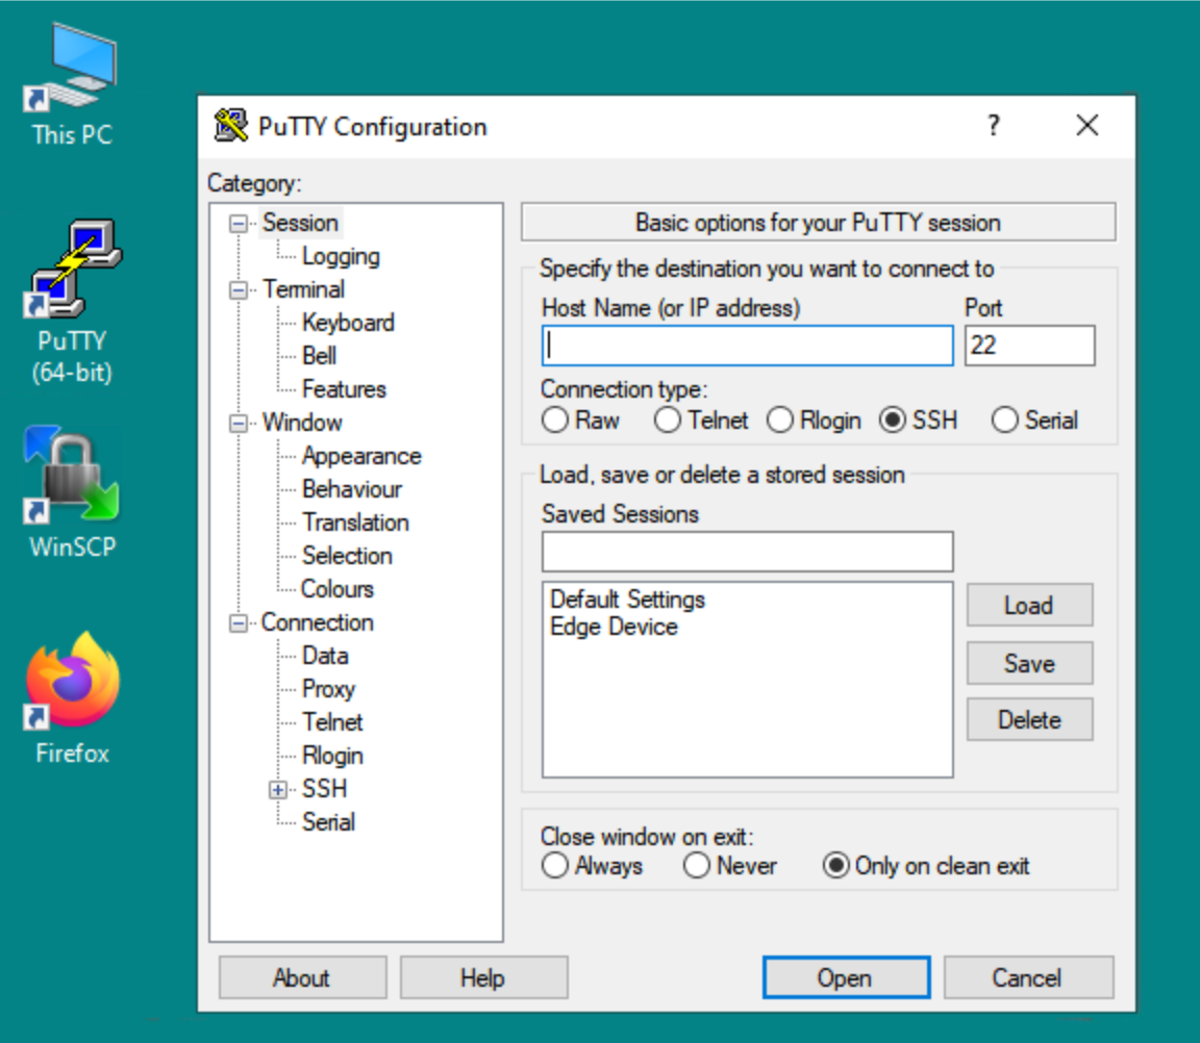 This PC
PuTTY
(64-bit)
WinSCP
Firefox
PuTTY Configuration
?
Category:
Session
Logging
Terminal
Keyboard
Bell
Features
Window
Appearance
Behaviour
Translation
Selection
Colours
Connection
Data
Proxy
Telnet
Rlogin
SSH
Serial
Basic options for your PuTTY session
Specify the destination you want to connect to
Host Name (or IP address) Port
22
Connection type:
Raw Telnet Rlogin SSH Serial
Load, save or delete a stored session
Saved Sessions
Default Settings
Edge Device
Load
Save
Delete
Close window on exit:
Always Never Only on clean exit
About Help Open Cancel